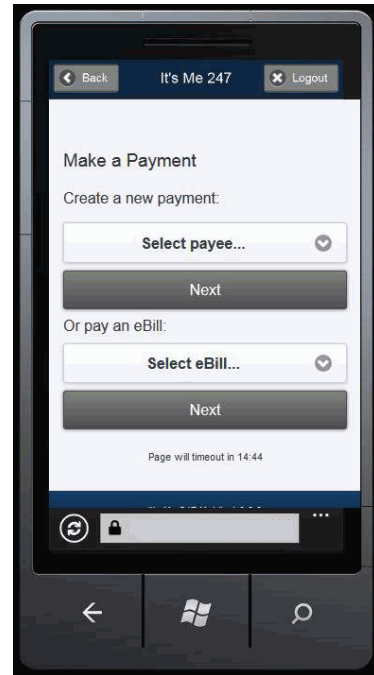 Back It's Me 247 Logout
Make a Payment
Create a new payment:
Select payee...
Next
Or pay an eBill:
Select eBill...
Next
Page will timeout in 14:44